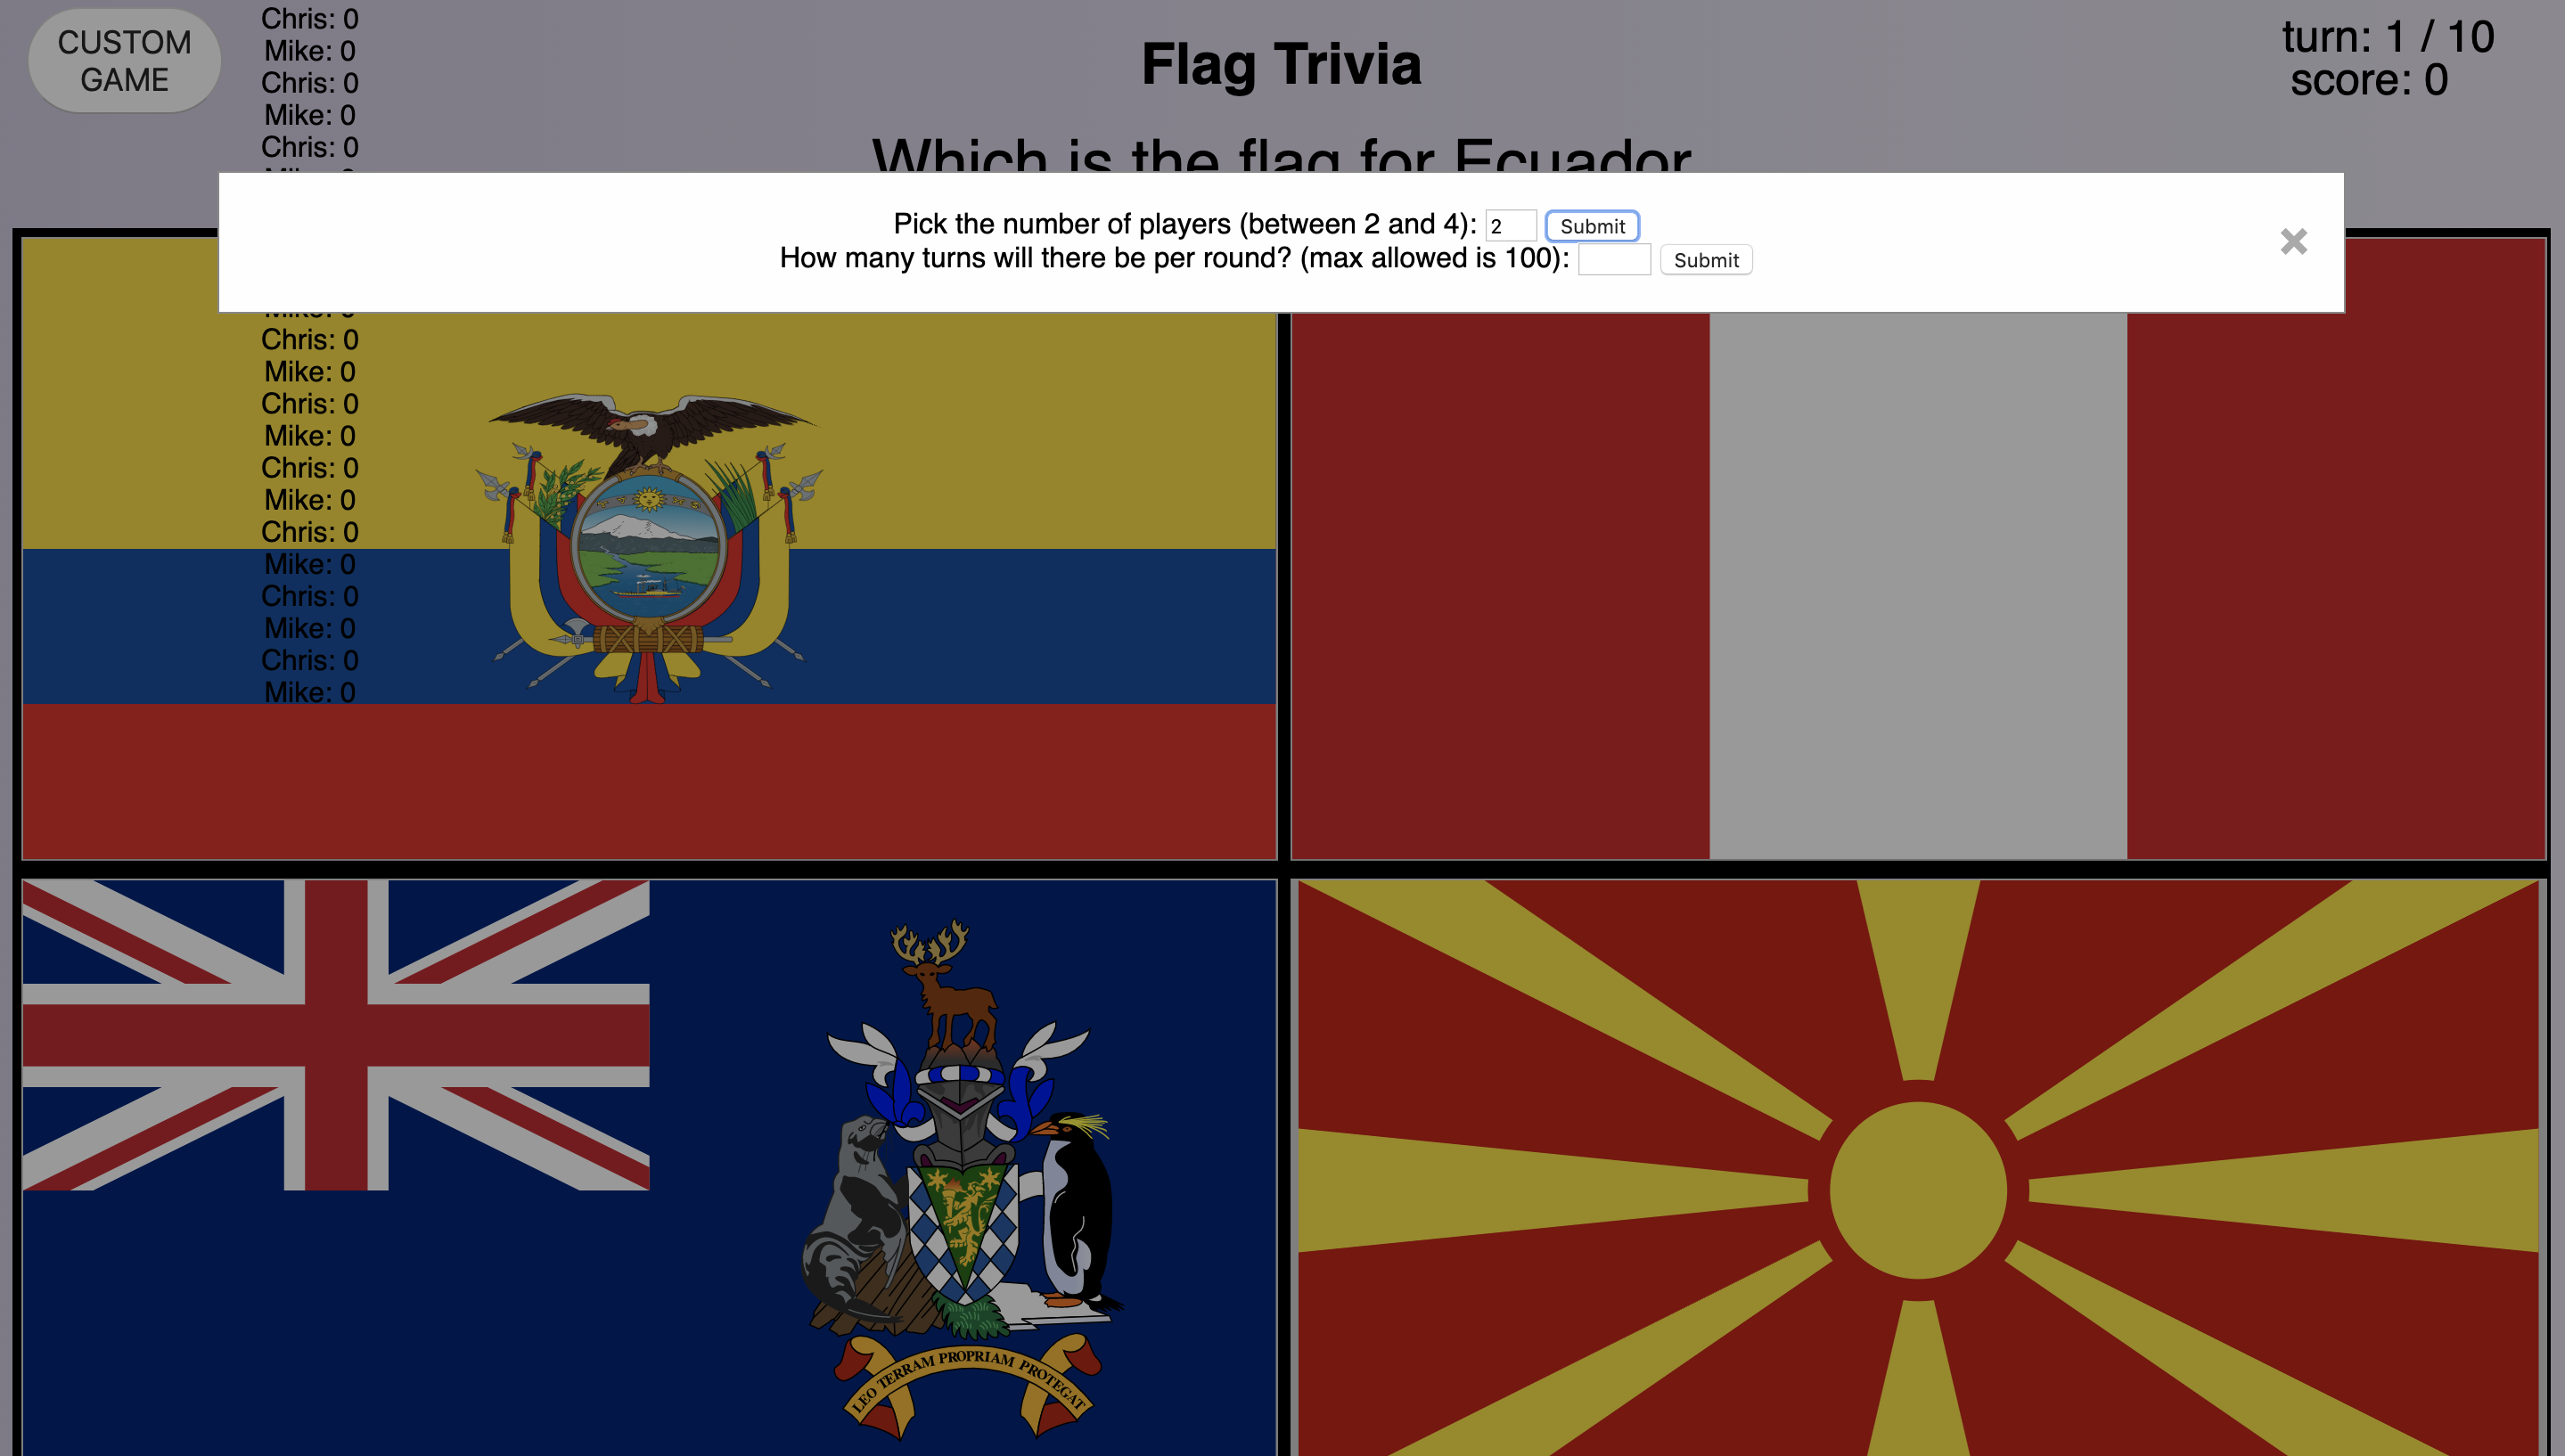 CUSTOM
GAME
Chris: 0
Mike: 0
Chris: 0
Mike: 0
Chris: 0
Flag Trivia
turn: 1 / 10
score: 0
Which is the flag for Ecuador
Pick the number of players (between 2 and 4): 2 Submit
How many turns will there be per round? (max allowed is 100): Submit
×
Mike: 0
Chris: 0
Mike: 0
Chris: 0
Mike: 0
Chris: 0
Mike: 0
Chris: 0
Mike: 0
Chris: 0
Mike: 0
Chris: 0
Mike: 0
LEO TERRAM PROPRIAM PROTEGAT